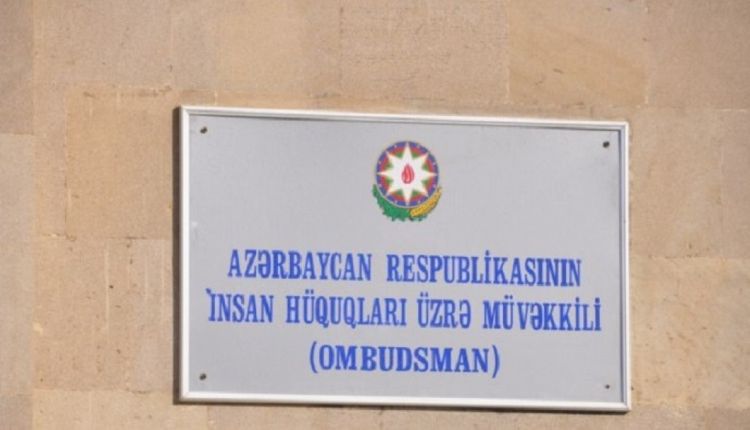 AZƏRBAYCAN RESPUBLİKASININ
İNSAN HÜQUQLARI ÜZRƏ MÜVƏKKİLİ
(OMBUDSMAN)